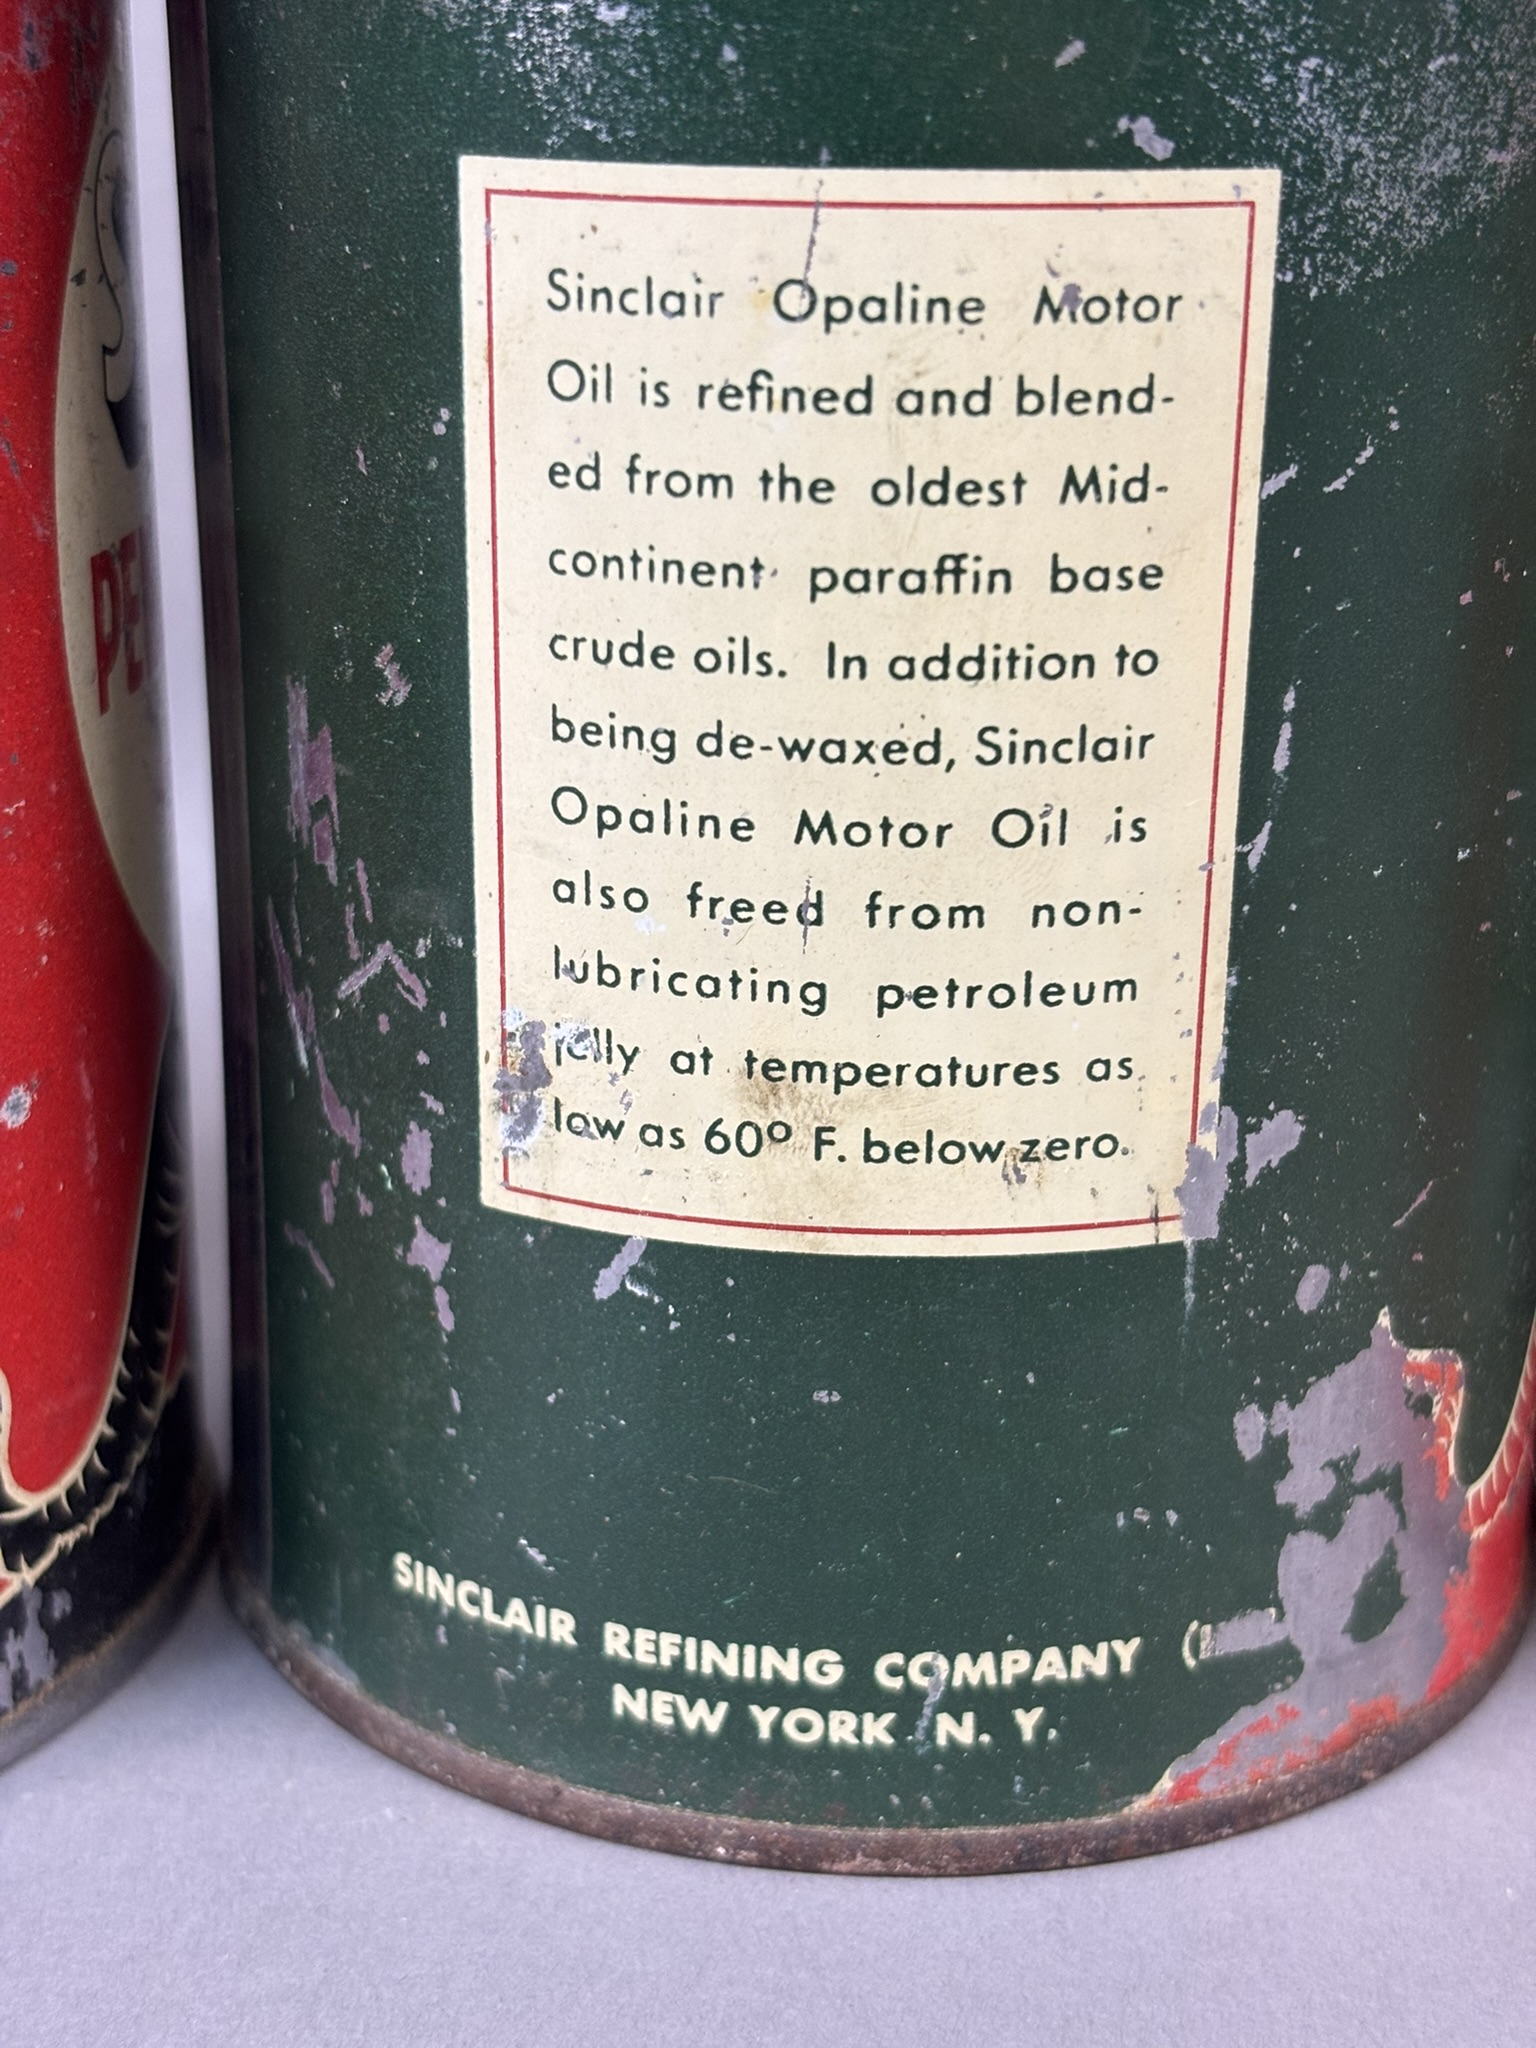 Sinclair Opaline Motor
Oil is refined and blend-
ed from the oldest Mid-
continent paraffin base
crude oils. In addition to
being de-waxed, Sinclair
Opaline Motor Oil is
also freed from non-
lubricating petroleum
jelly at temperatures as
low as 60º F. below zero.
SINCLAIR REFINING COMPANY (
NEW YORK N. Y.
PE